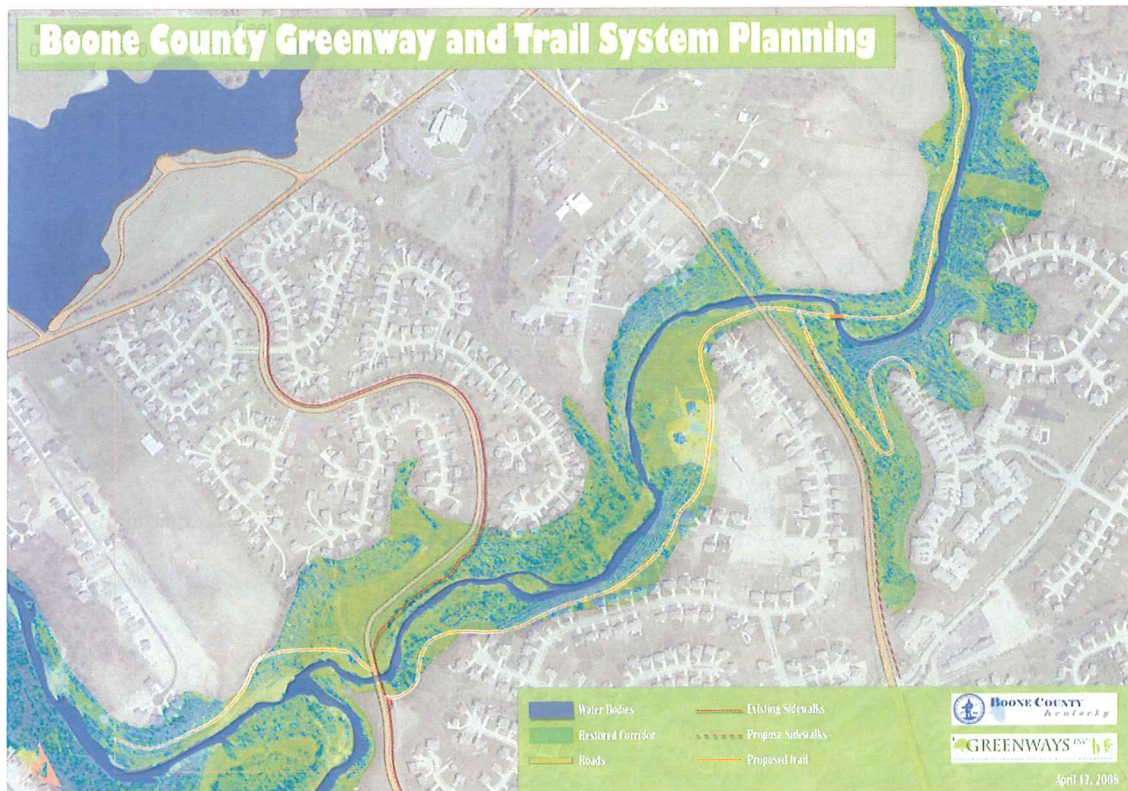 Boone County Greenway and Trail System Planning
Water Bodies
Restored Corridor
Roads
Existing Sidewalks
Propose Sidewalks
Proposed trail
BOONE COUNTY
Kentucky
GREENWAYS INC
April 17, 2008